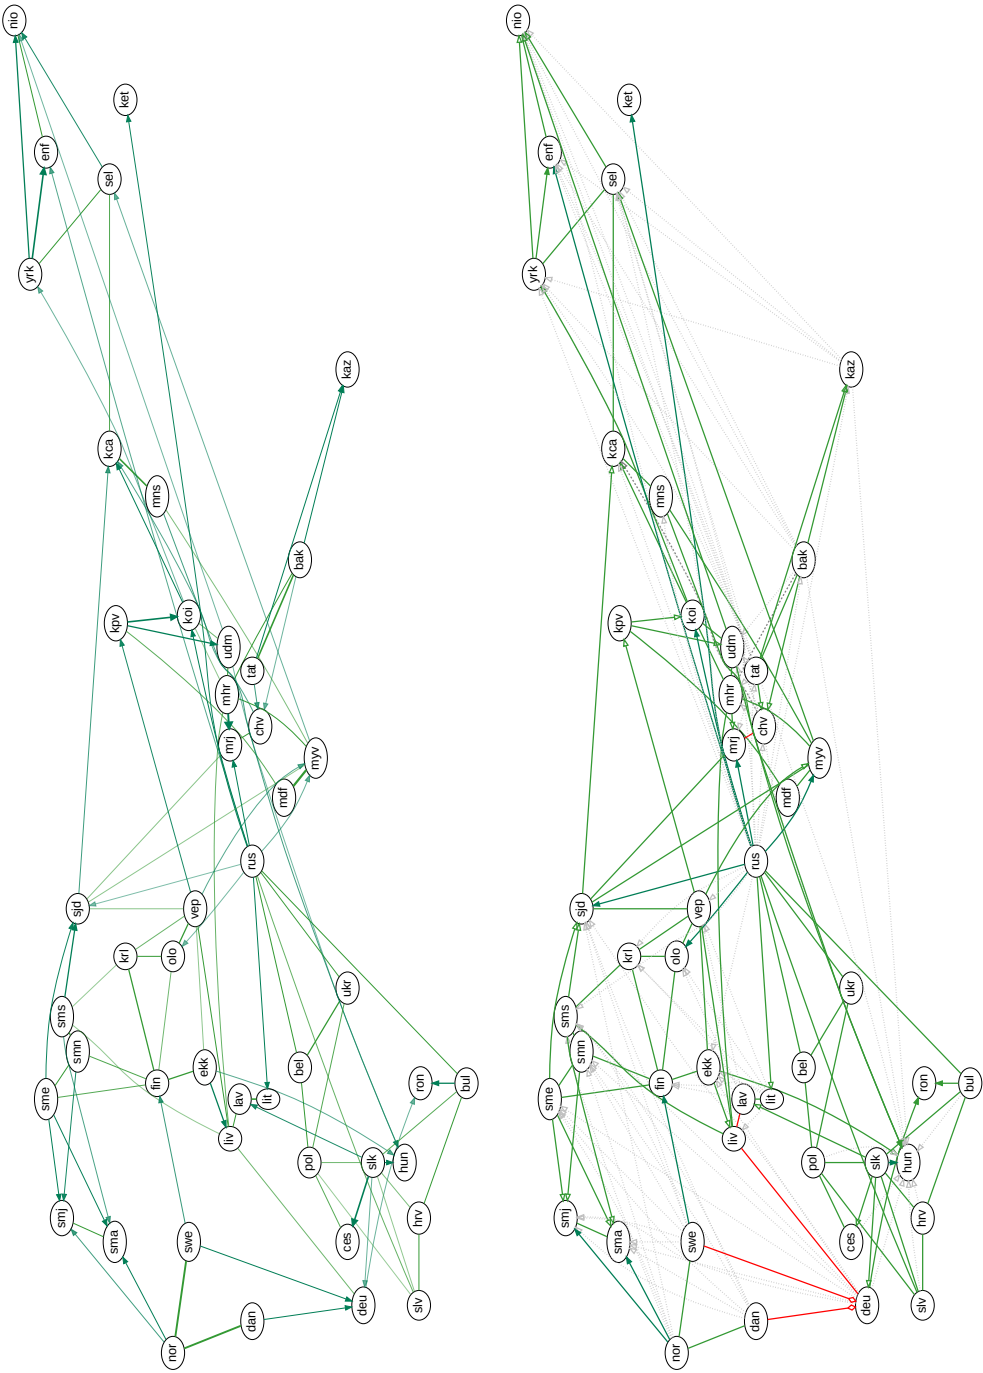 nio
ket
enf
sel
yrk
kaz
kca
mns
bak
kpv
koi
udm
tat
mhr
chv
mrj
myv
mdf
rus
sjd
vep
krl
olo
ukr
sms
smn
ekk
bel
fin
sme
lav
lit
ron
bul
liv
pol
slk
hun
smj
sma
swe
ces
hrv
deu
slv
dan
nor
nio
ket
enf
sel
yrk
kaz
kca
mns
bak
kpv
koi
udm
tat
mhr
chv
mrj
myv
mdf
rus
sjd
vep
krl
olo
ukr
sms
smn
ekk
bel
fin
sme
lav
lit
ron
bul
liv
pol
slk
hun
smj
sma
swe
ces
hrv
deu
slv
dan
nor